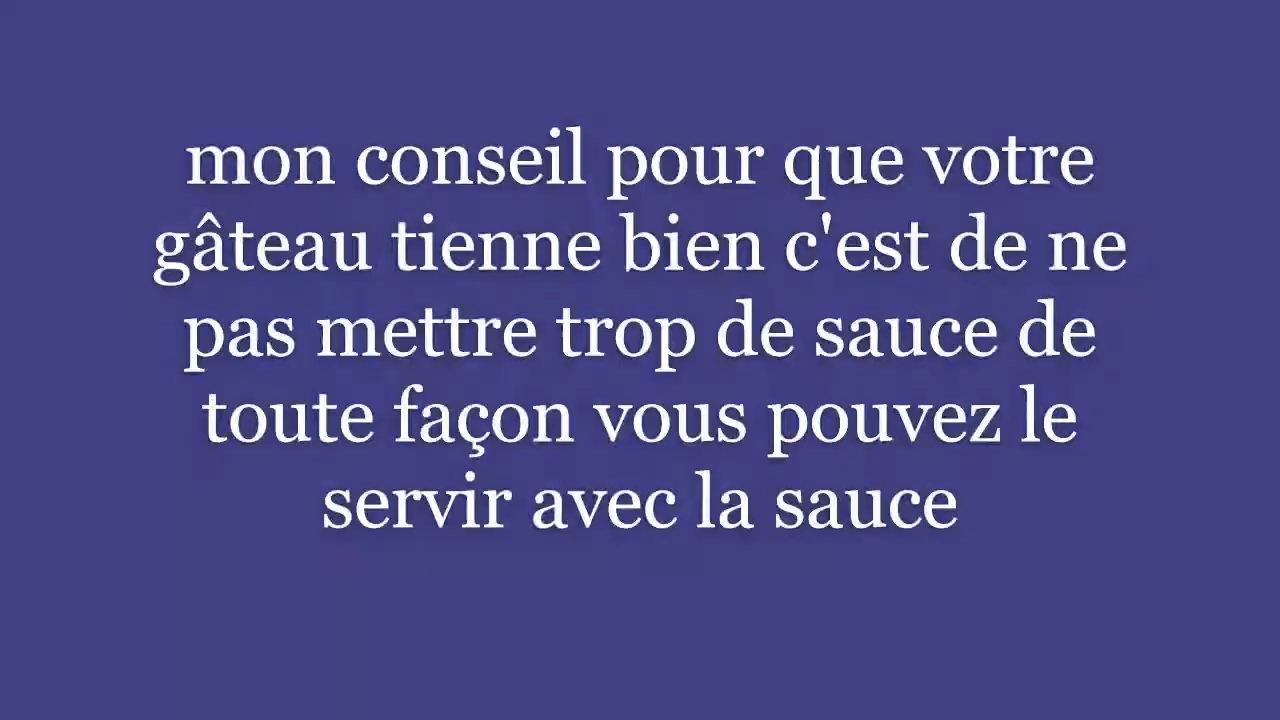 mon conseil pour que votre
gâteau tienne bien c'est de ne
pas mettre trop de sauce de
toute façon vous pouvez le
servir avec la sauce